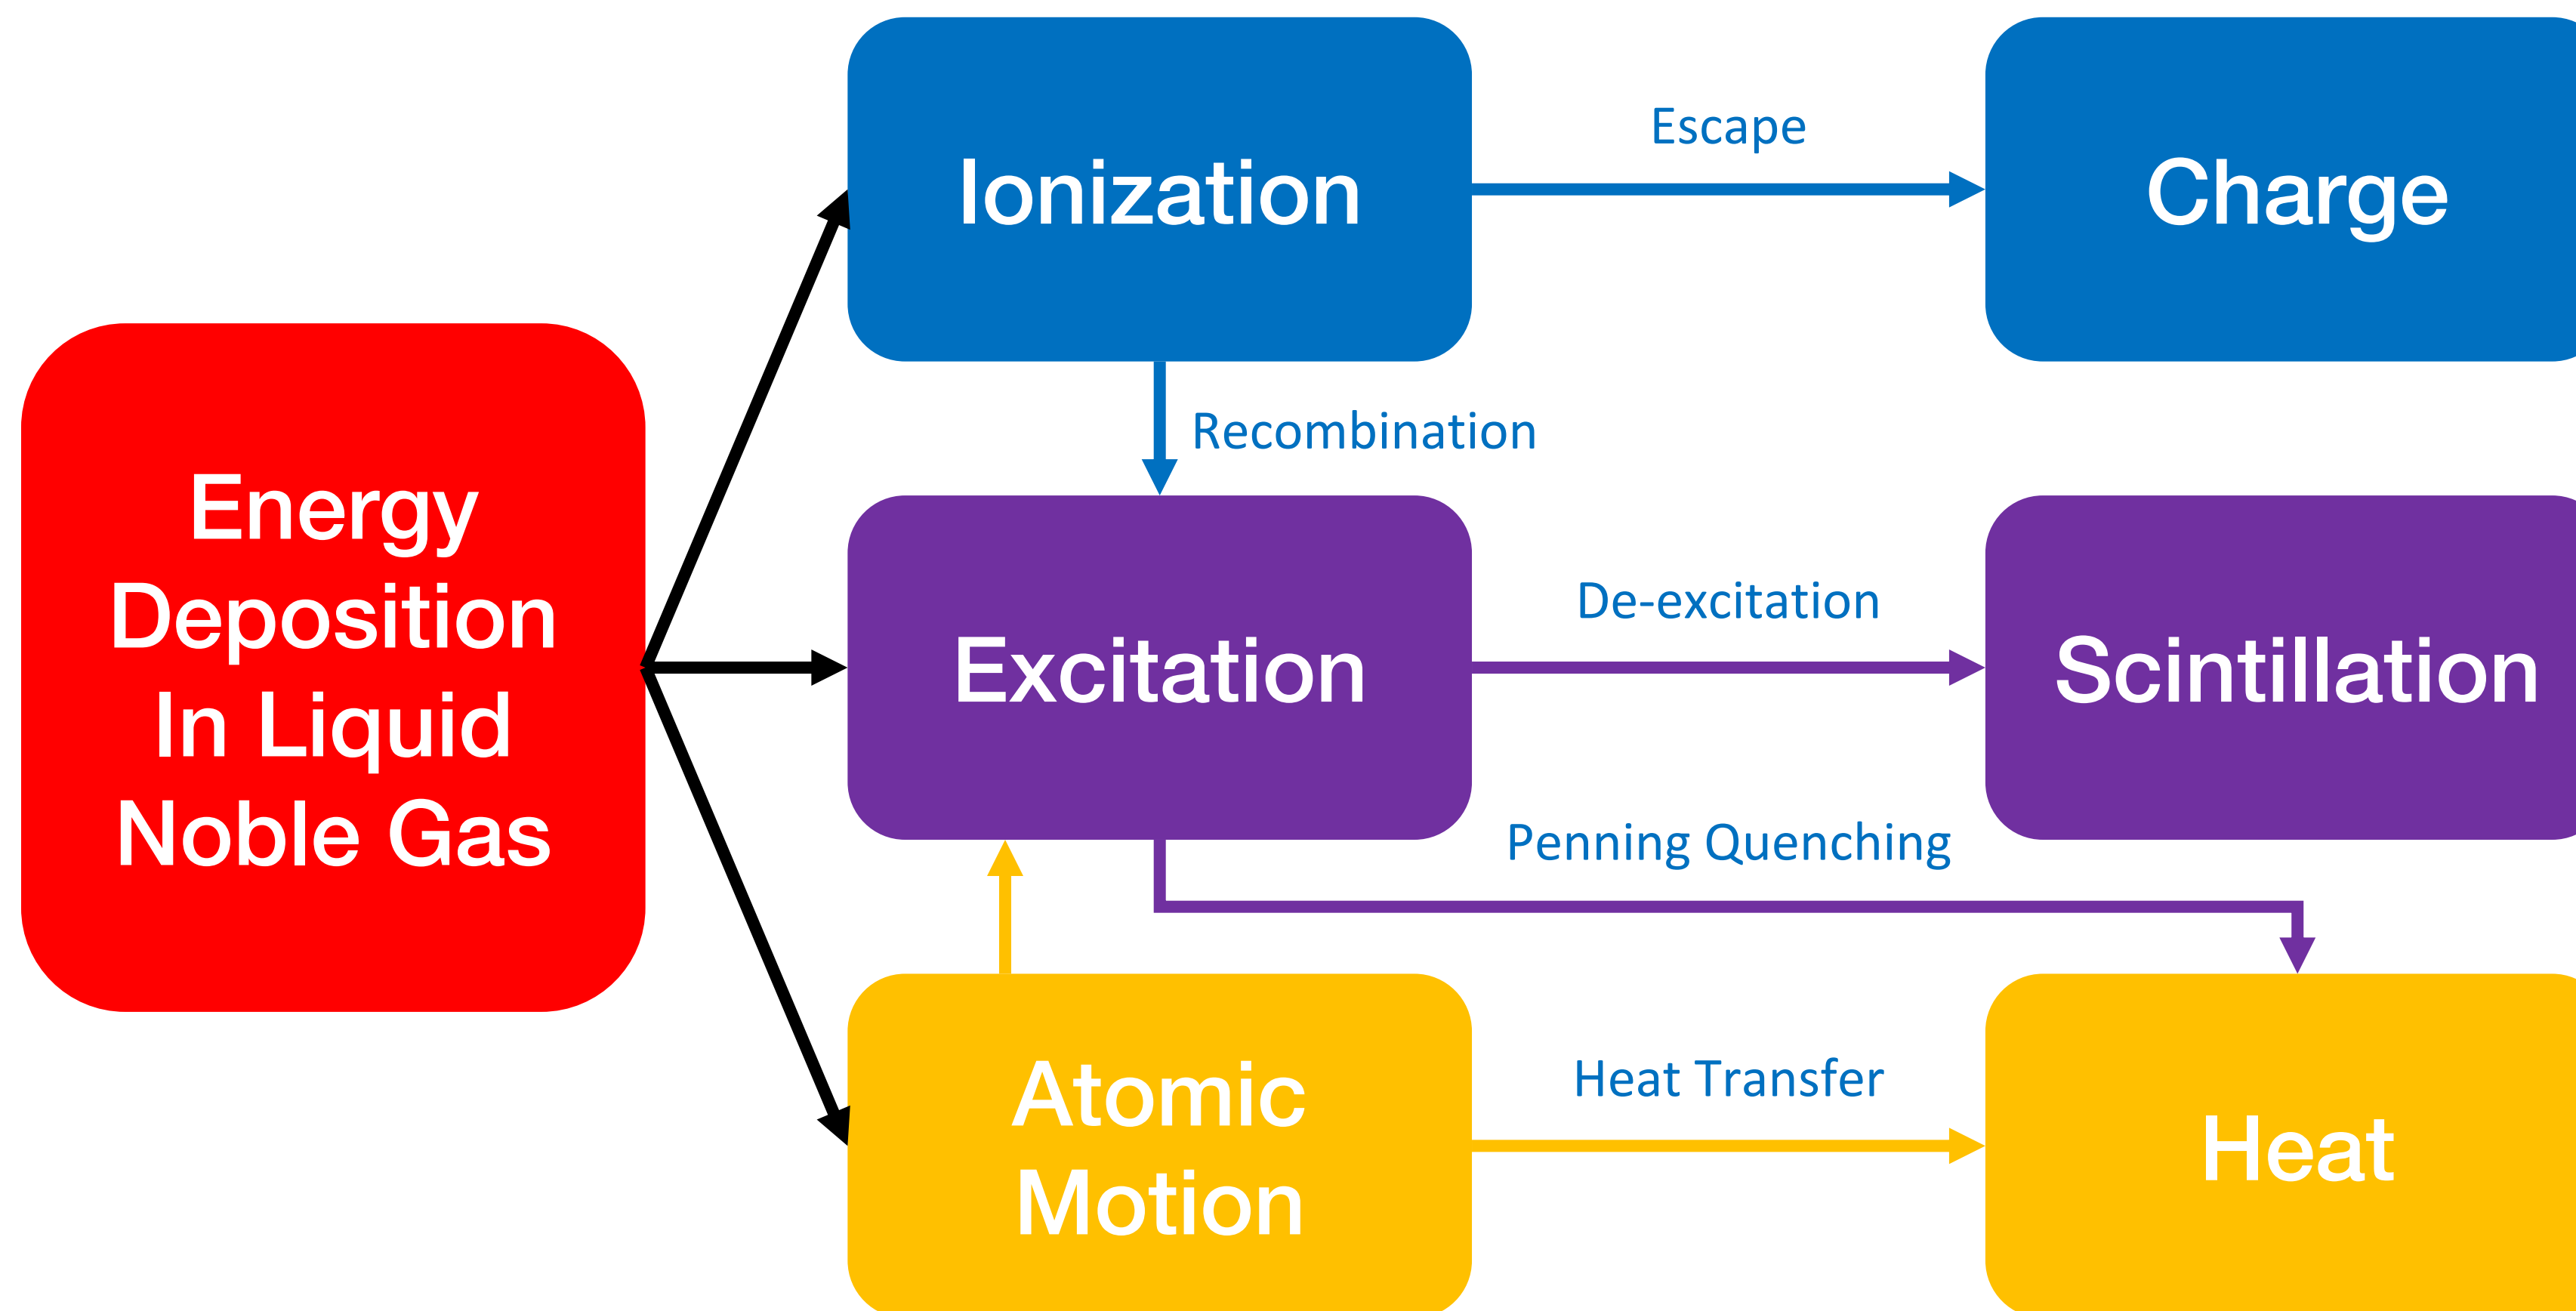 Energy
Deposition
In Liquid
Noble Gas
Ionization
Escape
Charge
Recombination
Excitation
De-excitation
Scintillation
Penning Quenching
Atomic
Motion
Heat Transfer
Heat